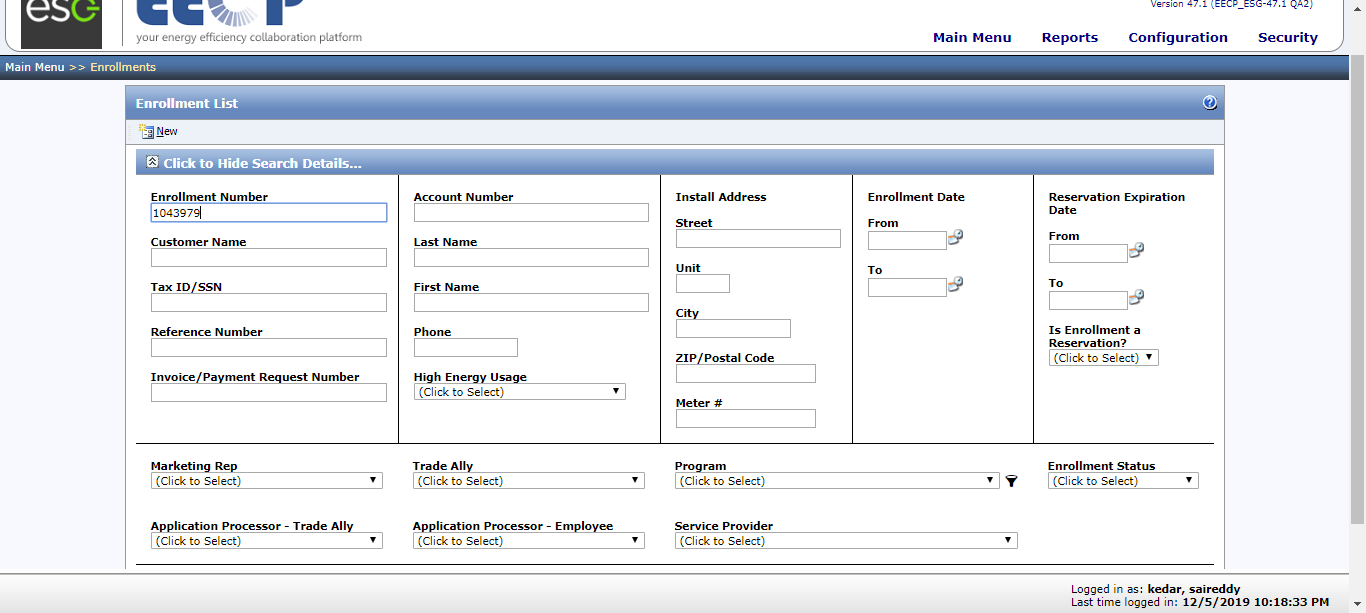 esg
EECP
your energy efficiency collaboration platform
Version 47.1 (EECP_ESG-47.1 QA2)
Main Menu Reports Configuration Security
Main Menu >> Enrollments
Enrollment List
New
Click to Hide Search Details...
Enrollment Number
1043979
Customer Name
Tax ID/SSN
Reference Number
Invoice/Payment Request Number
Account Number
Last Name
First Name
Phone
High Energy Usage
(Click to Select)
Install Address
Street
Unit
City
ZIP/Postal Code
Meter #
Enrollment Date
From
To
Reservation Expiration
Date
From
To
Is Enrollment a
Reservation?
(Click to Select)
Marketing Rep
(Click to Select)
Trade Ally
(Click to Select)
Program
(Click to Select)
Enrollment Status
(Click to Select)
Application Processor - Trade Ally
(Click to Select)
Application Processor - Employee
(Click to Select)
Service Provider
(Click to Select)
Logged in as: kedar, saireddy
Last time logged in: 12/5/2019 10:18:33 PM